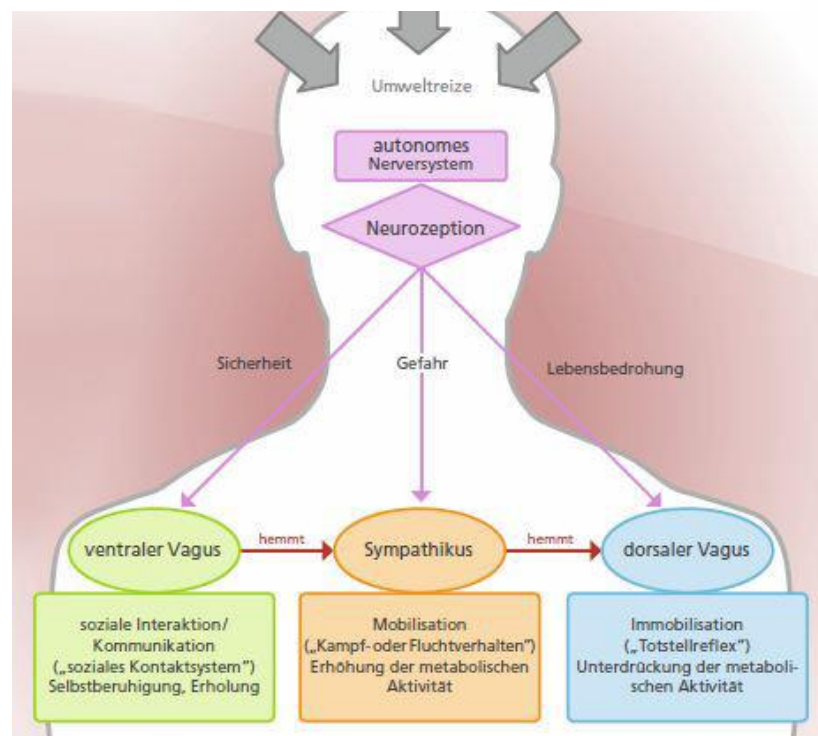 Umweltreize
autonomes
Nerversystem
Neurozeption
Sicherheit
Gefahr
Lebensbedrohung
ventraler Vagus
hemmt
Sympathikus
hemmt
dorsaler Vagus
soziale Interaktion/
Kommunikation
(„soziales Kontaktsystem")
Selbstberuhigung, Erholung
Mobilisation
(„Kampf- oder Fluchtverhalten")
Erhöhung der metabolischen
Aktivität
Immobilisation
(„Totstellreflex")
Unterdrückung der metaboli-
schen Aktivität